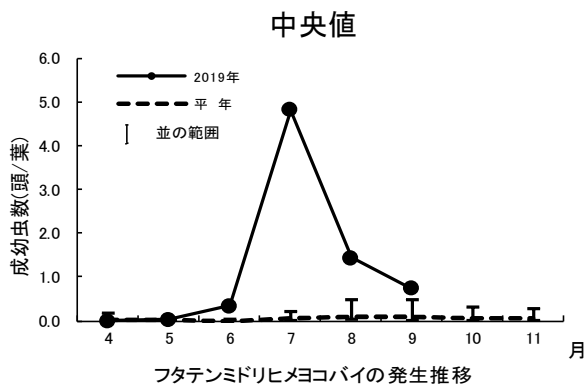 中央値
6.0
5.0
4.0
3.0
2.0
1.0
0.0
成幼虫数(頭/葉)
2019年
平 年
並の範囲
4 5 6 7 8 9 10 11
月
フタテンミドリヒメヨコバイの発生推移